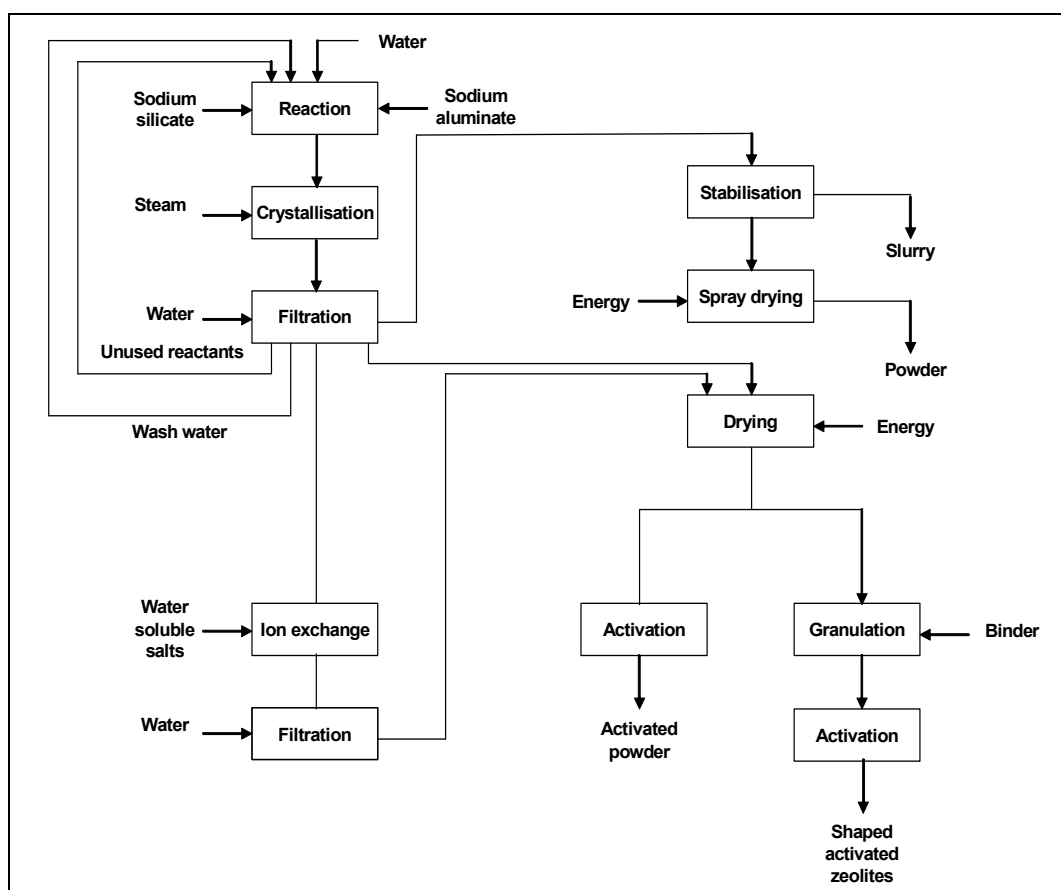 Water
Sodium
silicate
Reaction
Sodium
aluminate
Steam
Crystallisation
Stabilisation
Slurry
Water
Filtration
Energy
Spray drying
Unused reactants
Powder
Wash water
Drying
Energy
Water
soluble
salts
Ion exchange
Activation
Granulation
Binder
Water
Filtration
Activated
powder
Activation
Shaped
activated
zeolites